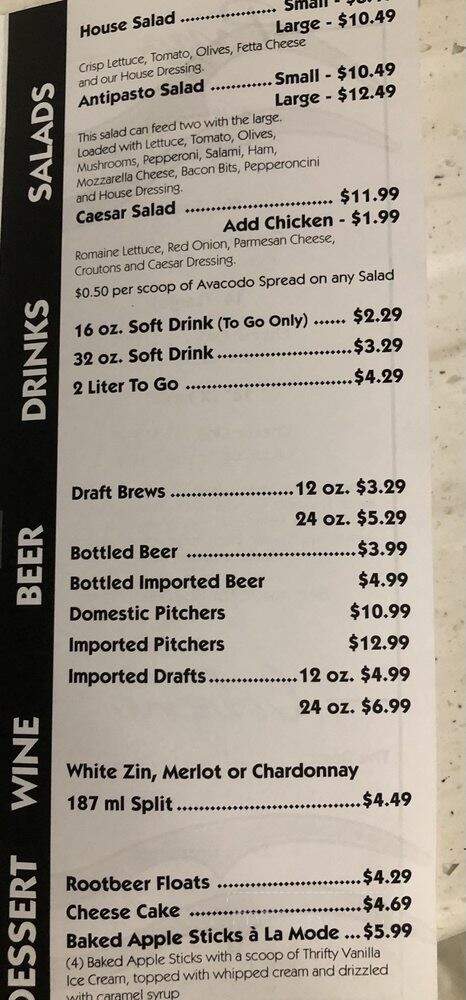 SALADS
House Salad .................. Small -
Large - $10.49
Crisp Lettuce, Tomato, Olives, Fetta Cheese
and our House Dressing.
Antipasto Salad ............ Small - $10.49
Large - $12.49
This salad can feed two with the large.
Loaded with Lettuce, Tomato, Olives,
Mushrooms, Pepperoni, Salami, Ham,
Mozzarella Cheese, Bacon Bits, Pepperoncini
and House Dressing.
Caesar Salad ............................ $11.99
Add Chicken - $1.99
Romaine Lettuce, Red Onion, Parmesan Cheese,
Croutons and Caesar Dressing.
$0.50 per scoop of Avacodo Spread on any Salad
DRINKS
16 oz. Soft Drink (To Go Only) ...... $2.29
32 oz. Soft Drink ......................... $3.29
2 Liter To Go ............................... $4.29
BEER
Draft Brews ....................... 12 oz. $3.29
24 oz. $5.29
Bottled Beer ............................... $3.99
Bottled Imported Beer $4.99
Domestic Pitchers $10.99
Imported Pitchers $12.99
Imported Drafts ................ 12 oz. $4.99
24 oz. $6.99
WINE
White Zin, Merlot or Chardonnay
187 ml Split .................................. $4.49
DESSERT
Rootbeer Floats .......................... $4.29
Cheese Cake ............................... $4.69
Baked Apple Sticks à La Mode ... $5.99
(4) Baked Apple Sticks with a scoop of Thrifty Vanilla
Ice Cream, topped with whipped cream and drizzled
with caramel syrup